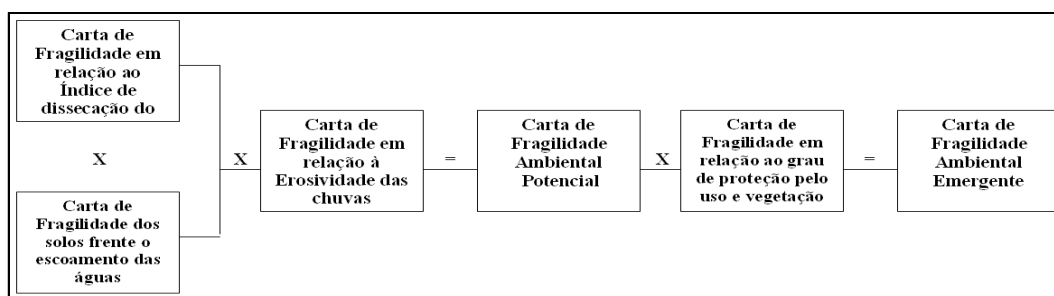 Carta de
Fragilidade em
relação ao
Índice de
dissecação do
X
Carta de
Fragilidade dos
solos frente o
escoamento das
águas
X
Carta de
Fragilidade em
relação à
Erosividade das
chuvas
=
Carta de
Fragilidade
Ambiental
Potencial
X
Carta de
Fragilidade em
relação ao grau
de proteção pelo
uso e vegetação
=
Carta de
Fragilidade
Ambiental
Emergente